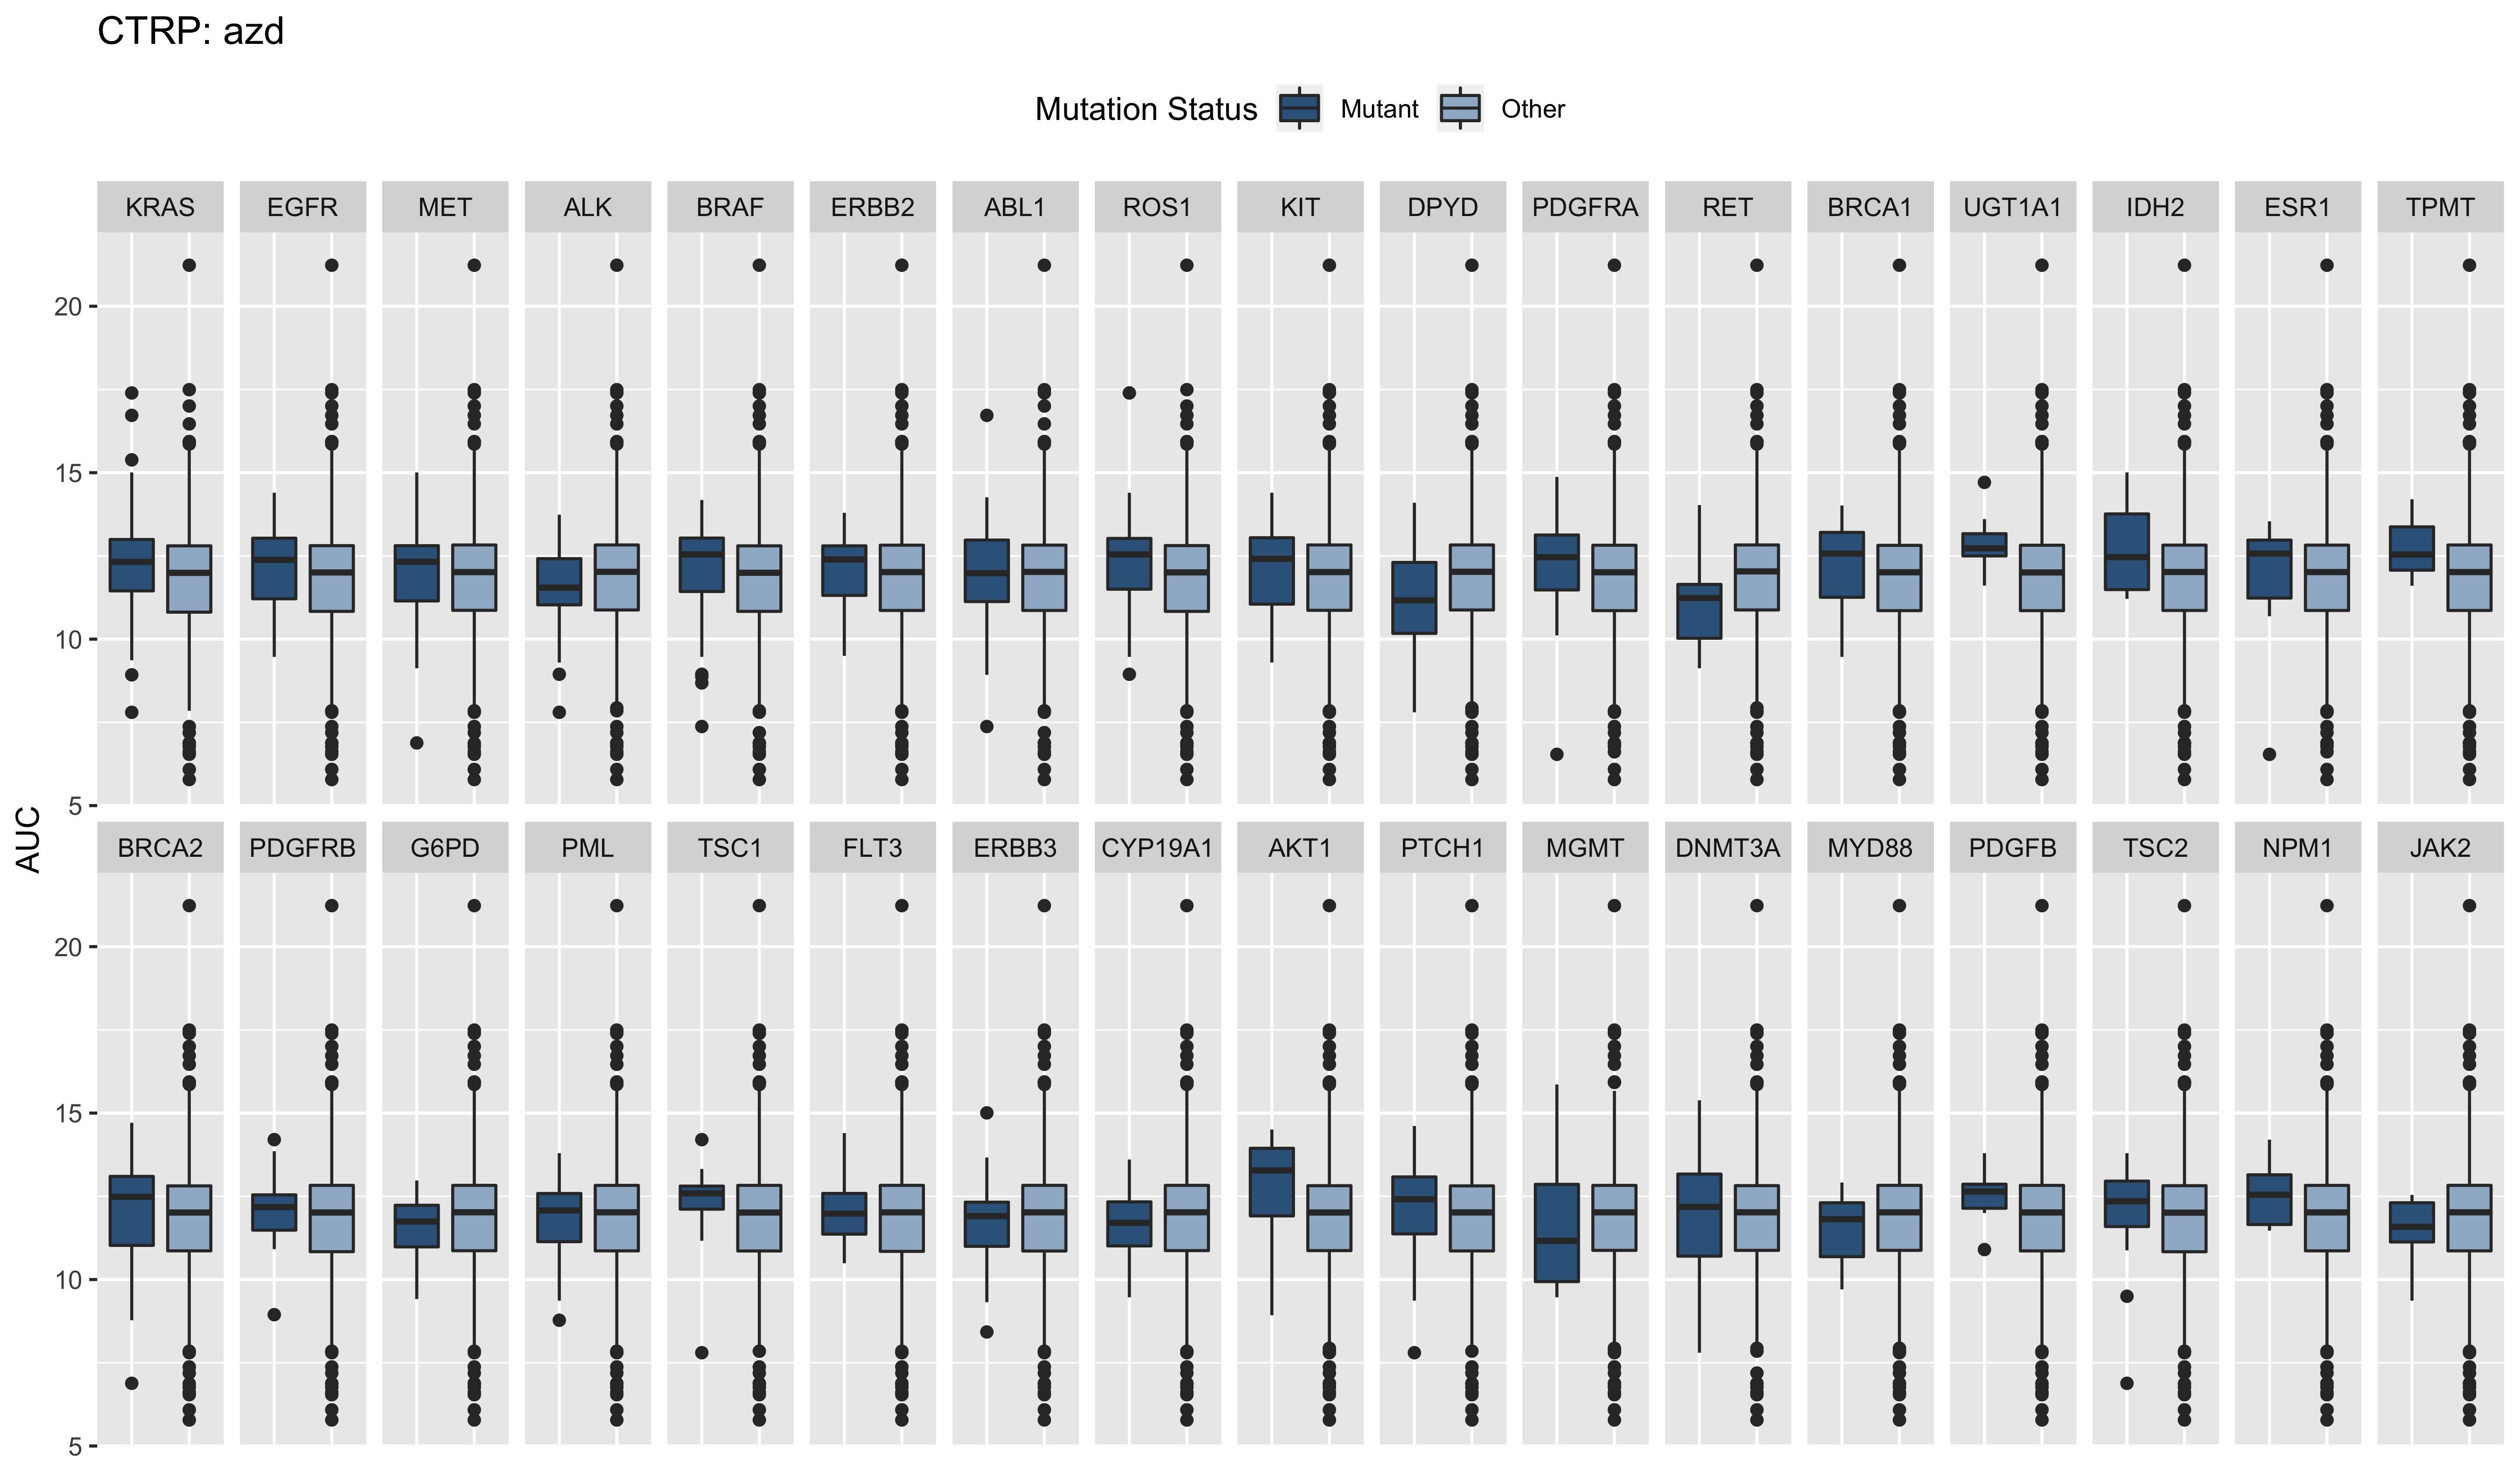 CTRP: azd
Mutation Status Mutant Other
KRAS EGFR MET ALK BRAF ERBB2 ABL1 ROS1 KIT DPYD PDGFRA RET BRCA1 UGT1A1 IDH2 ESR1 TPMT
20
15
10
5
AUC
BRCA2 PDGFRB G6PD PML TSC1 FLT3 ERBB3 CYP19A1 AKT1 PTCH1 MGMT DNMT3A MYD88 PDGFB TSC2 NPM1 JAK2
20
15
10
5